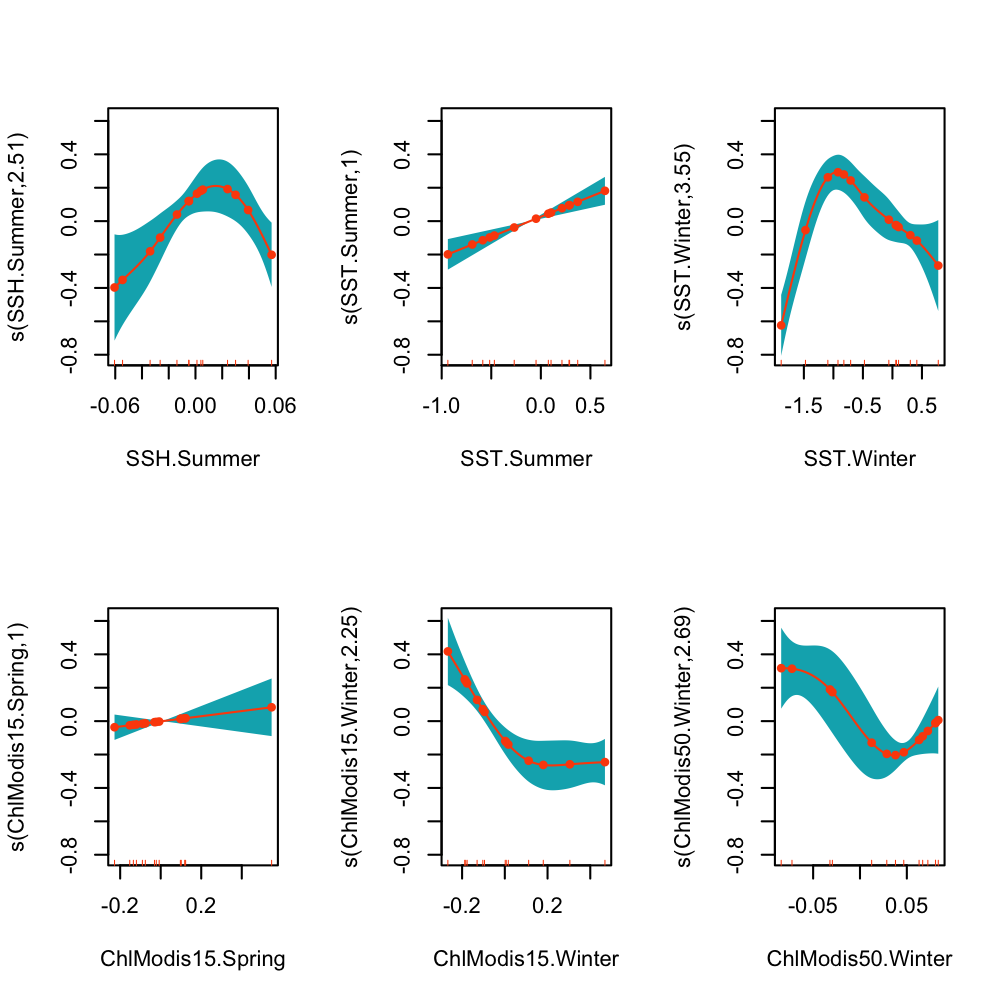 s(SSH.Summer,2.51)
0.4
0.0
-0.4
-0.8
-0.06 0.00 0.06
SSH.Summer
s(SST.Summer,1)
0.4
0.0
-0.4
-0.8
-1.0 0.0 0.5
SST.Summer
s(SST.Winter,3.55)
0.4
0.0
-0.4
-0.8
-1.5 -0.5 0.5
SST.Winter
s(ChlModis15.Spring,1)
0.4
0.0
-0.4
-0.8
-0.2 0.2
ChlModis15.Spring
s(ChlModis15.Winter,2.25)
0.4
0.0
-0.4
-0.8
-0.2 0.2
ChlModis15.Winter
s(ChlModis50.Winter,2.69)
0.4
0.0
-0.4
-0.8
-0.05 0.05
ChlModis50.Winter